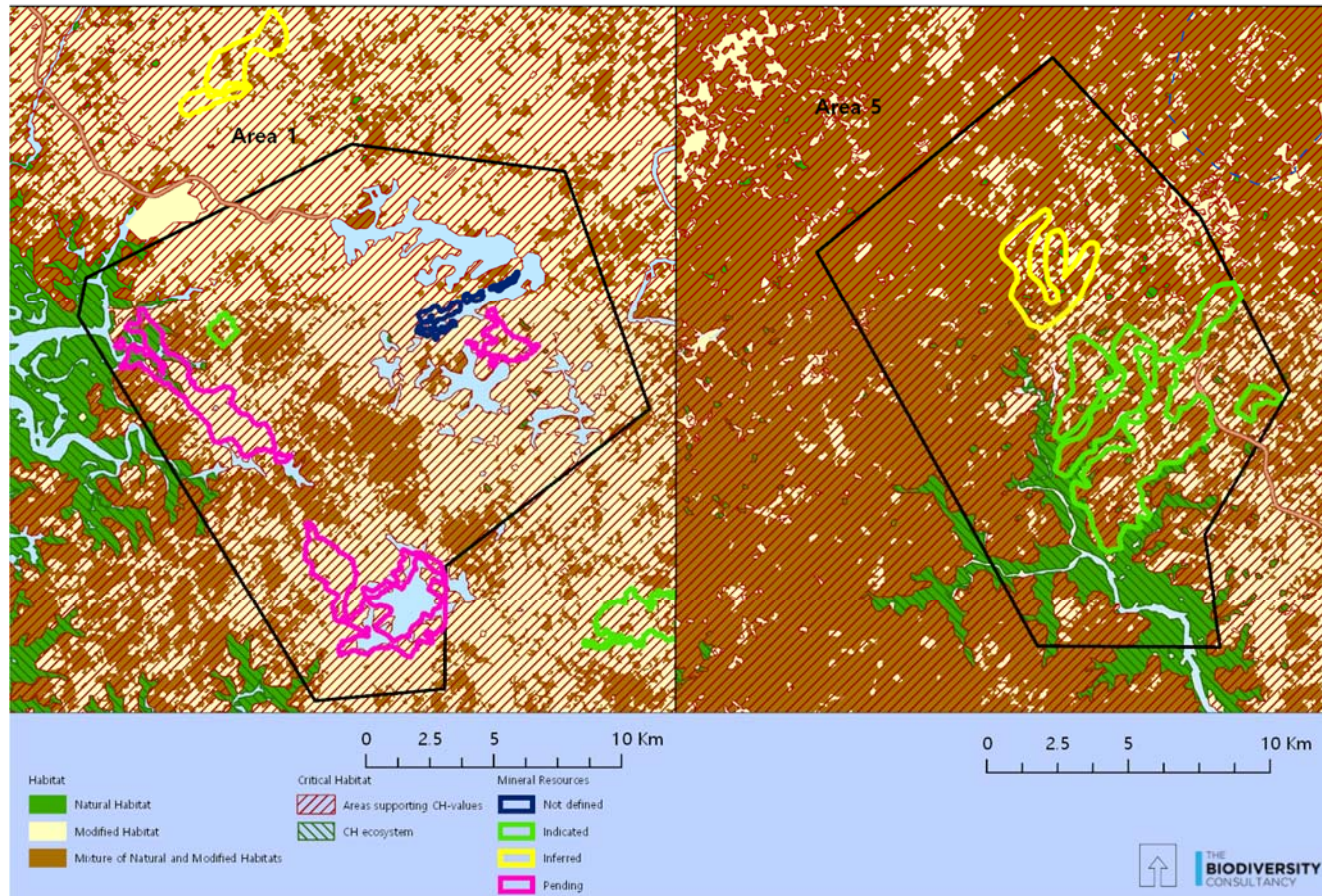 Area 1
Area 5
0 2.5 5 10 Km
0 2.5 5 10 Km
Habitat
Natural Habitat
Modified Habitat
Mixture of Natural and Modified Habitats
Critical Habitat
Areas supporting CH-values
CH ecosystem
Mineral Resources
Not defined
Indicated
Inferred
Pending
THE
BIODIVERSITY
CONSULTANCY